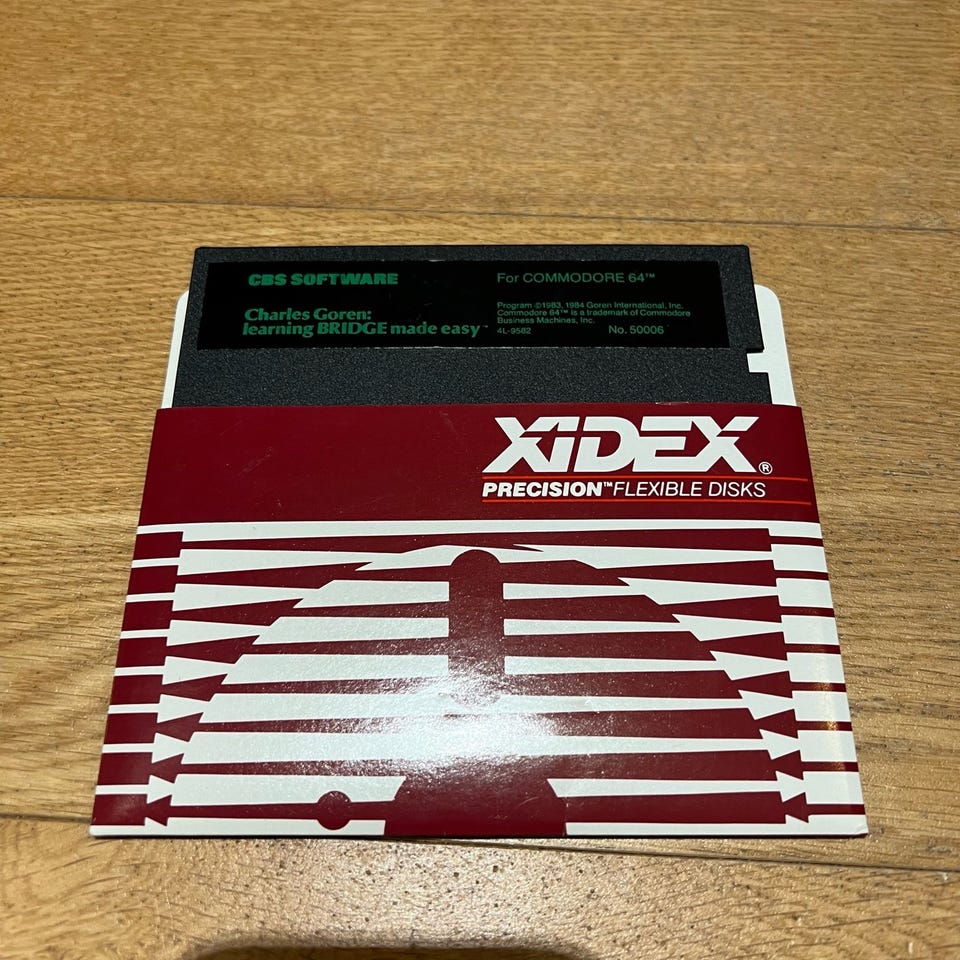 CBS SOFTWARE
For COMMODORE 64™
Charles Goren:
learning BRIDGE made easy™
Program ©1983, 1984 Goren International, Inc.
Commodore 64™ is a trademark of Commodore
Business Machines, Inc.
4L-9582
No. 50006
XIDEX®
PRECISION™ FLEXIBLE DISKS